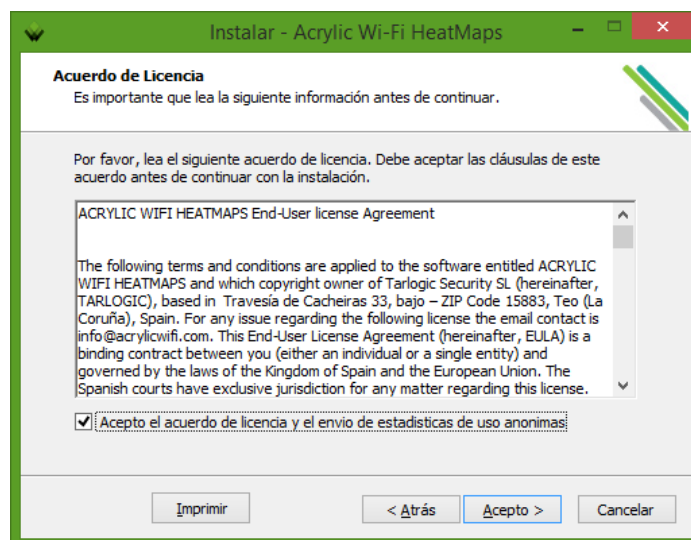 Instalar - Acrylic Wi-Fi HeatMaps
Acuerdo de Licencia
Es importante que lea la siguiente información antes de continuar.
Por favor, lea el siguiente acuerdo de licencia. Debe aceptar las cláusulas de este
acuerdo antes de continuar con la instalación.
ACRYLIC WIFI HEATMAPS End-User license Agreement
The following terms and conditions are applied to the software entitled ACRYLIC
WIFI HEATMAPS and which copyright owner of Tarlogic Security SL (hereinafter,
TARLOGIC), based in Travesía de Cacheiras 33, bajo – ZIP Code 15883, Teo (La
Coruña), Spain. For any issue regarding the following license the email contact is
info@acrylicwifi.com. This End-User License Agreement (hereinafter, EULA) is a
binding contract between you (either an individual or a single entity) and
governed by the laws of the Kingdom of Spain and the European Union. The
Spanish courts have exclusive jurisdiction for any matter regarding this license.
Acepto el acuerdo de licencia y el envio de estadisticas de uso anonimas
Imprimir
< Atrás
Acepto >
Cancelar